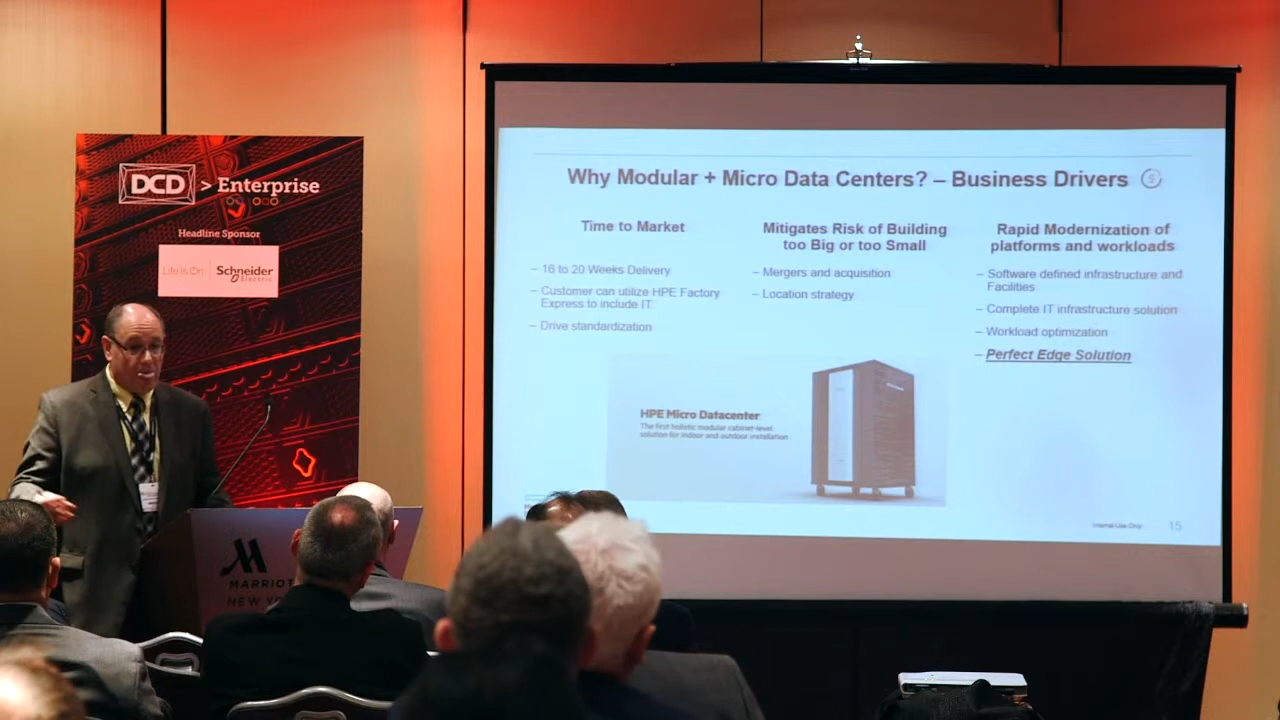 DCD > Enterprise
Headline Sponsor
Life Is On | Schneider
Electric
MARRIOT
NEW YO
Why Modular + Micro Data Centers? – Business Drivers
Time to Market
– 16 to 20 Weeks Delivery
– Customer can utilize HPE Factory
Express to include IT.
– Drive standardization
Mitigates Risk of Building
too Big or too Small
– Mergers and acquisition
– Location strategy
Rapid Modernization of
platforms and workloads
– Software defined infrastructure and
Facilities
– Complete IT infrastructure solution
– Workload optimization
– Perfect Edge Solution
HPE Micro Datacenter
The first holistic modular cabinet-level
solution for indoor and outdoor installation
Internal Use Only
15